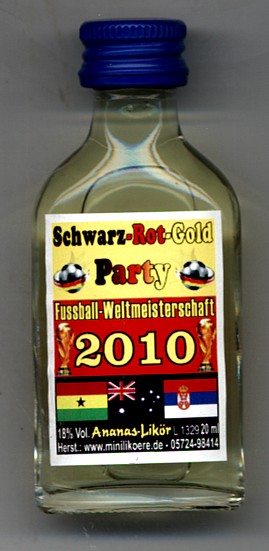 Schwarz-Rot-Gold
Party
Fussball-Weltmeisterschaft
2010
18% Vol. Ananas-Likör L 1329 20 ml
Herst.: www.minilikoere.de - 05724-98414